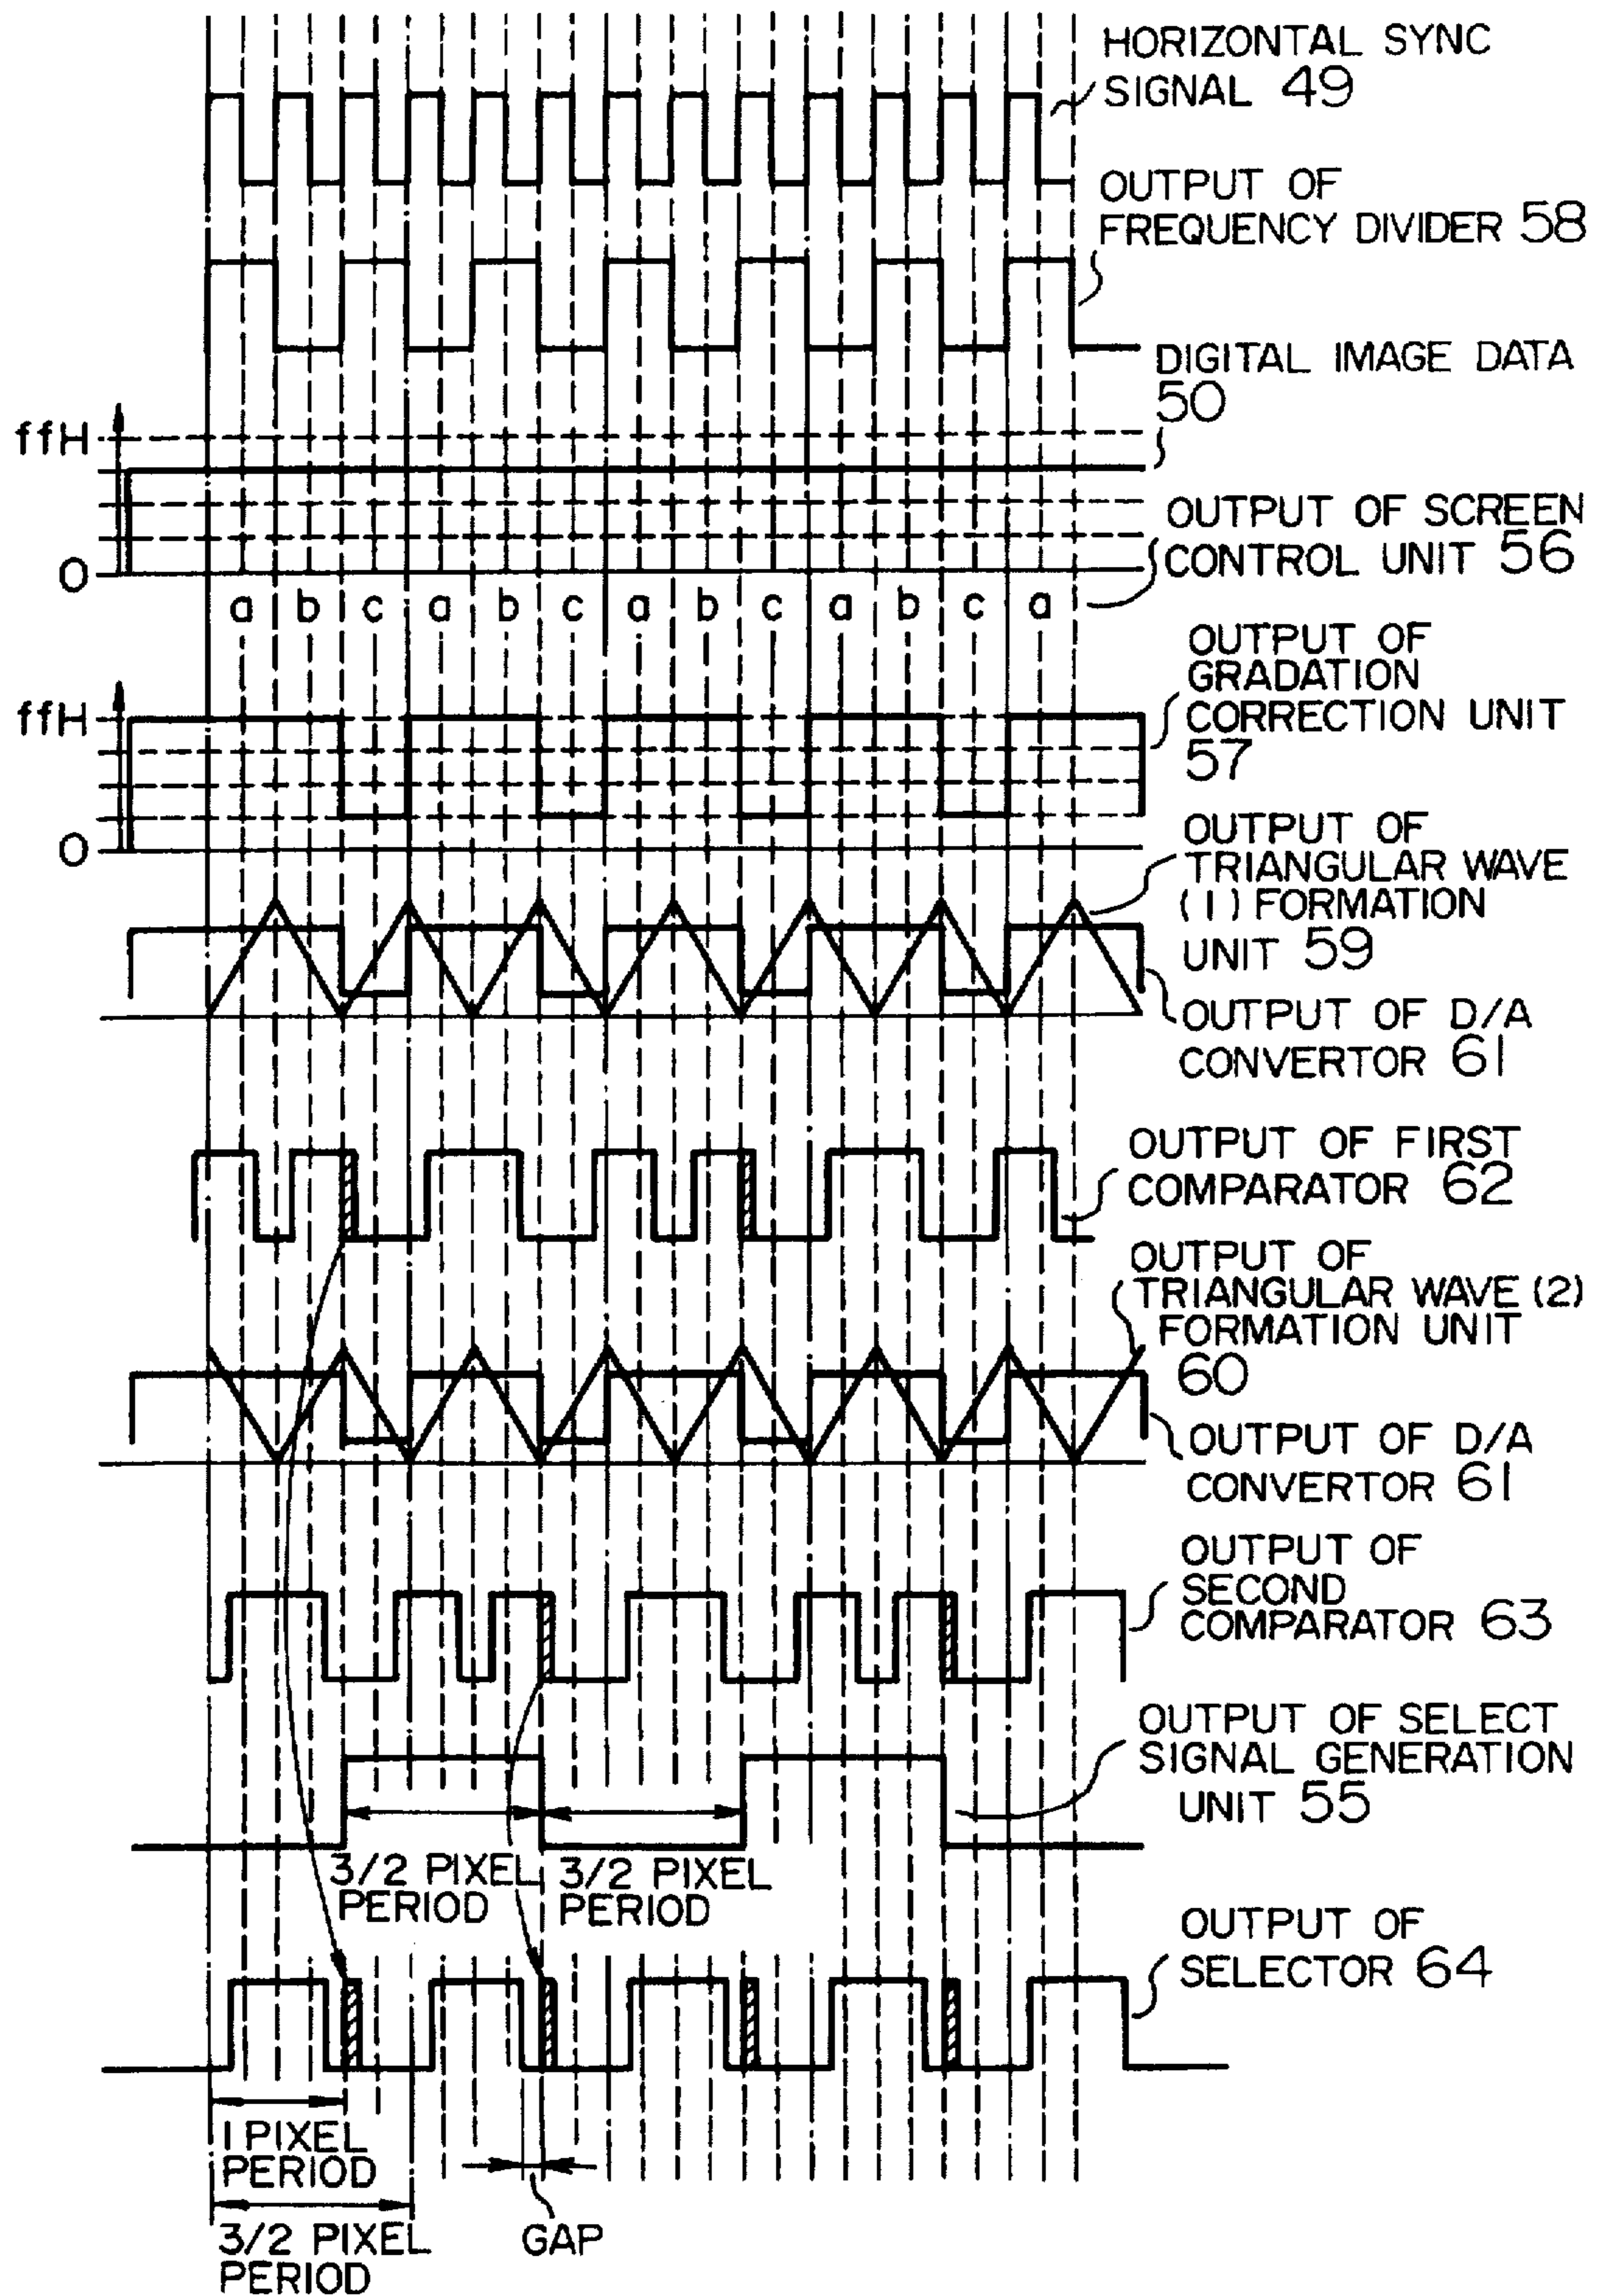 HORIZONTAL SYNC
SIGNAL 49
OUTPUT OF
FREQUENCY DIVIDER 58
DIGITAL IMAGE DATA
50
ffH
OUTPUT OF SCREEN
CONTROL UNIT 56
0
a b c a b c a b c a b c a
OUTPUT OF
GRADATION
CORRECTION UNIT
57
ffH
0
OUTPUT OF
TRIANGULAR WAVE
(1) FORMATION
UNIT 59
OUTPUT OF D/A
CONVERTOR 61
OUTPUT OF FIRST
COMPARATOR 62
OUTPUT OF
TRIANGULAR WAVE (2)
FORMATION UNIT
60
OUTPUT OF D/A
CONVERTOR 61
OUTPUT OF
SECOND
COMPARATOR 63
OUTPUT OF SELECT
SIGNAL GENERATION
UNIT 55
3/2 PIXEL
PERIOD
3/2 PIXEL
PERIOD
OUTPUT OF
SELECTOR 64
1 PIXEL
PERIOD
3/2 PIXEL
PERIOD
GAP